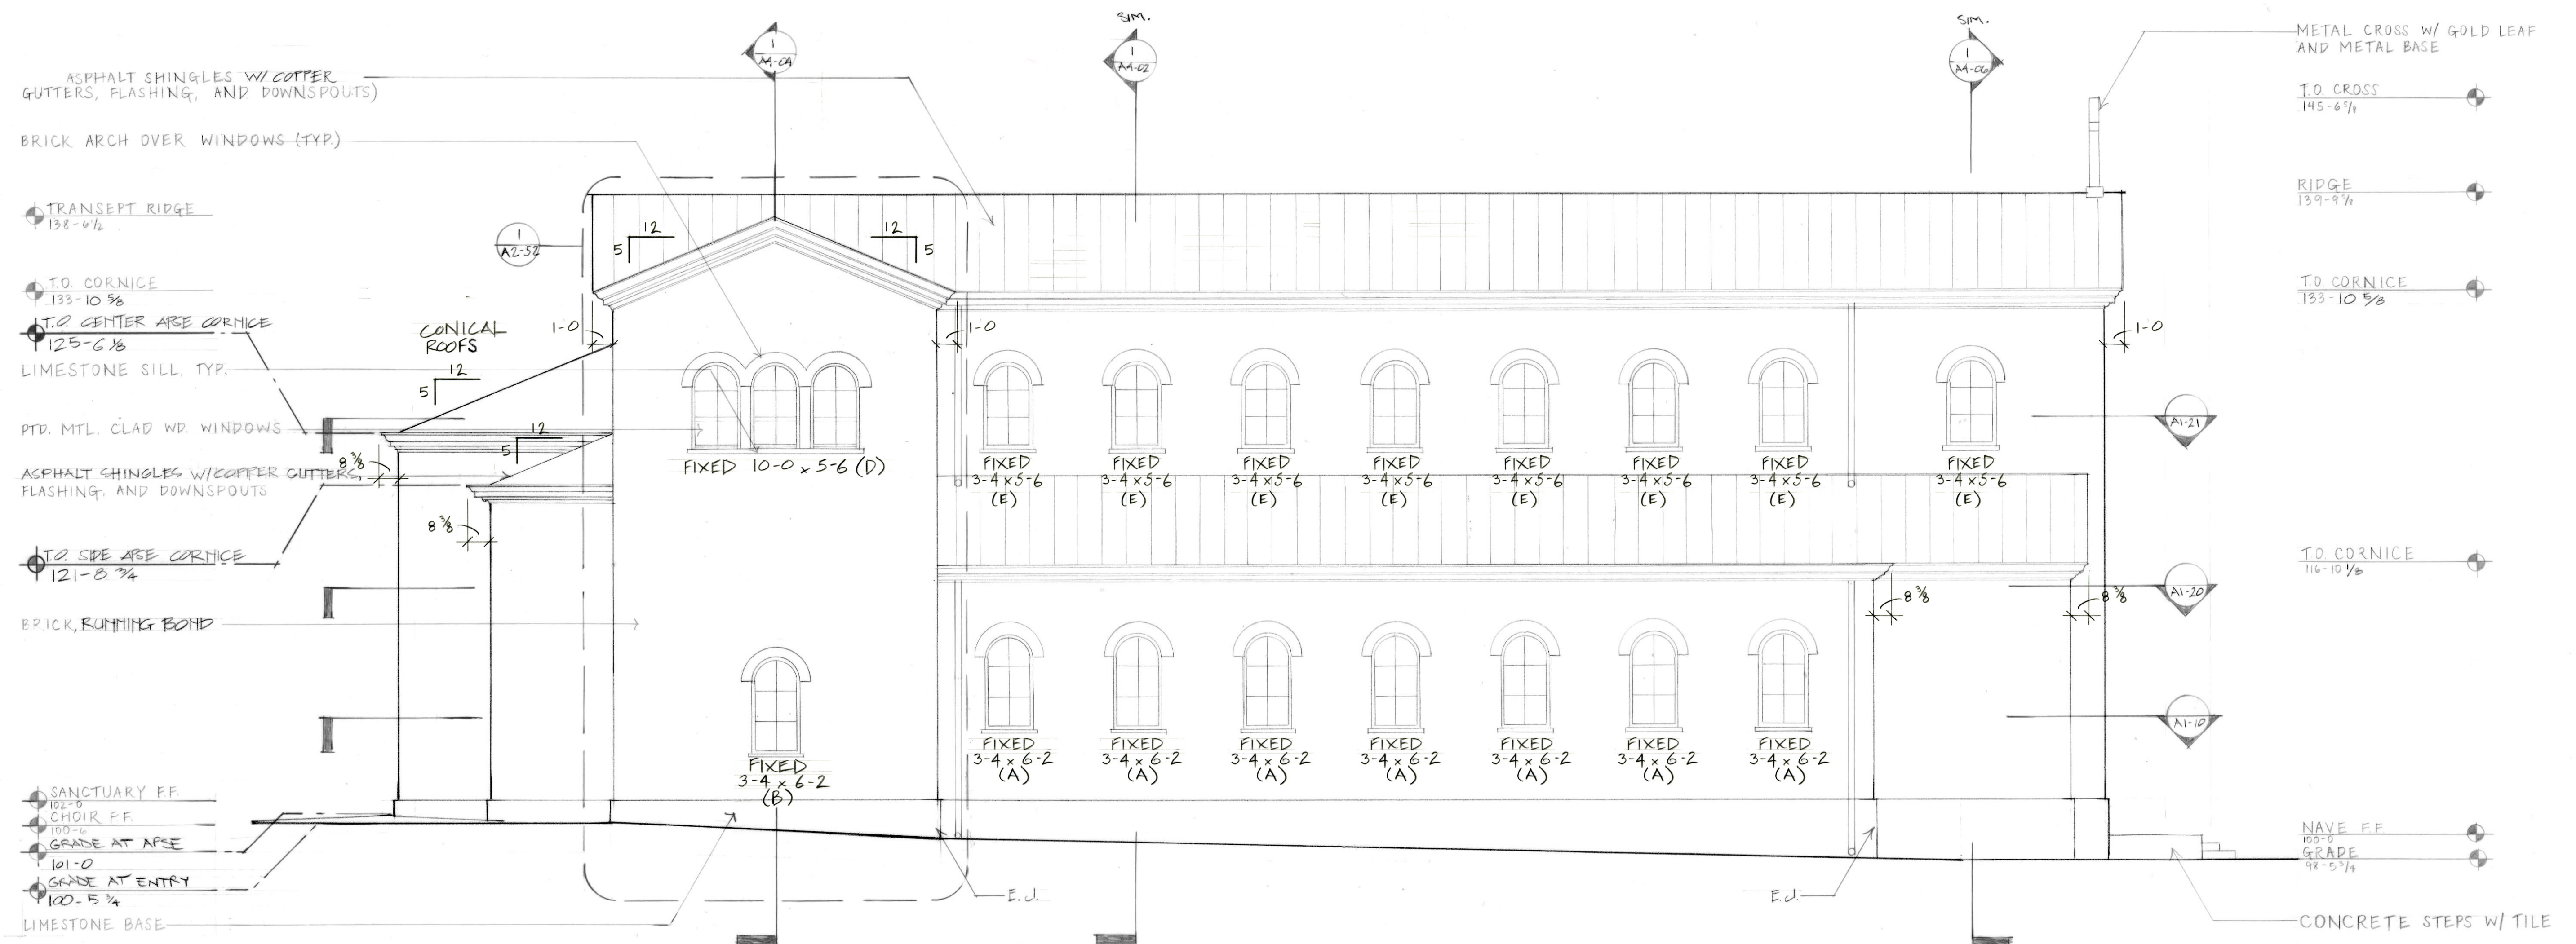 SIM.
SIM.
1
A4-04
1
A4-02
1
A4-06
METAL CROSS W/ GOLD LEAF
AND METAL BASE
ASPHALT SHINGLES W/ COPPER
GUTTERS, FLASHING, AND DOWNSPOUTS)
T.O. CROSS
145-6 5/8
BRICK ARCH OVER WINDOWS (TYP.)
RIDGE
139-9 7/8
TRANSEPT RIDGE
138-6 1/2
1
A2-52
12
5
12
5
T.O. CORNICE
133-10 5/8
T.O. CORNICE
133-10 5/8
T.O. CENTER APSE CORNICE
125-6 1/8
CONICAL
ROOFS
1-0
1-0
1-0
LIMESTONE SILL, TYP.
12
5
PTD. MTL. CLAD WD. WINDOWS
12
5
A1-21
8 3/8
FIXED 10-0 x 5-6 (D)
FIXED
3-4 x 5-6
(E)
FIXED
3-4 x 5-6
(E)
FIXED
3-4 x 5-6
(E)
FIXED
3-4 x 5-6
(E)
FIXED
3-4 x 5-6
(E)
FIXED
3-4 x 5-6
(E)
FIXED
3-4 x 5-6
(E)
FIXED
3-4 x 5-6
(E)
ASPHALT SHINGLES W/ COPPER GUTTERS,
FLASHING, AND DOWNSPOUTS
8 3/8
T.O. SIDE APSE CORNICE
121-8 3/4
T.O. CORNICE
116-10 1/8
8 3/8
8 3/8
A1-20
BRICK, RUNNING BOND
A1-10
FIXED
3-4 x 6-2
(B)
FIXED
3-4 x 6-2
(A)
FIXED
3-4 x 6-2
(A)
FIXED
3-4 x 6-2
(A)
FIXED
3-4 x 6-2
(A)
FIXED
3-4 x 6-2
(A)
FIXED
3-4 x 6-2
(A)
FIXED
3-4 x 6-2
(A)
SANCTUARY F.F.
102-0
CHOIR F.F.
100-6
GRADE AT APSE
101-0
GRADE AT ENTRY
100-5 3/4
LIMESTONE BASE
E.J.
E.J.
NAVE F.F.
100-0
GRADE
98-5 3/4
CONCRETE STEPS W/ TILE